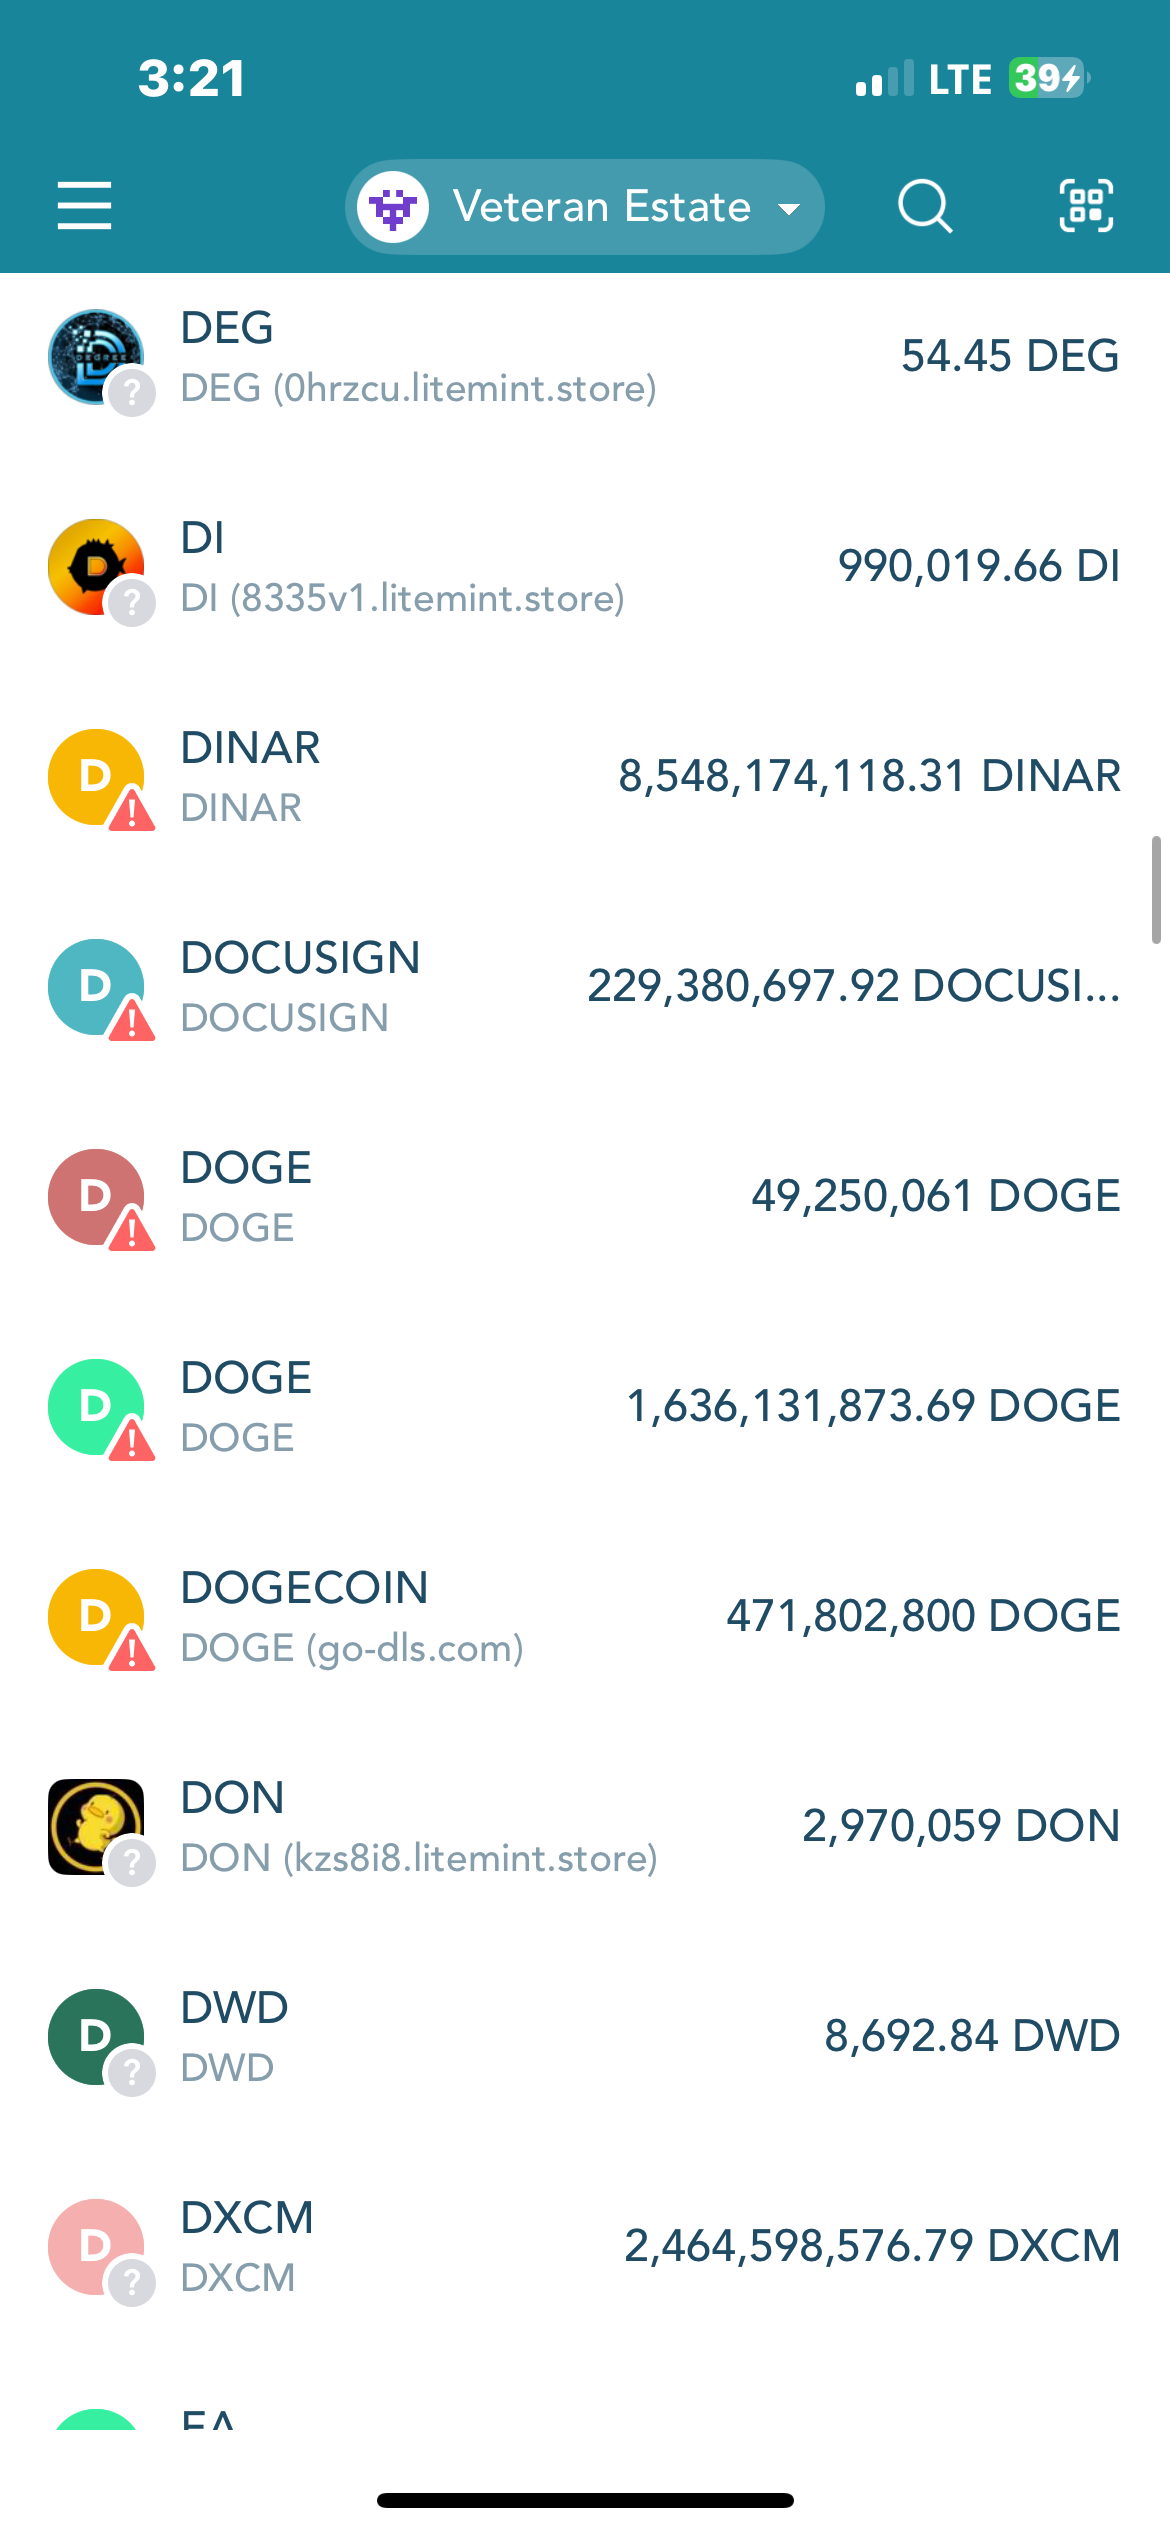 3:21
LTE 39
Veteran Estate
DEG
DEG (0hrzcu.litemint.store)
54.45 DEG
DI
DI (8335v1.litemint.store)
990,019.66 DI
D
DINAR
DINAR
8,548,174,118.31 DINAR
D
DOCUSIGN
DOCUSIGN
229,380,697.92 DOCUSI...
D
DOGE
DOGE
49,250,061 DOGE
D
DOGE
DOGE
1,636,131,873.69 DOGE
D
DOGECOIN
DOGE (go-dls.com)
471,802,800 DOGE
DON
DON (kzs8i8.litemint.store)
2,970,059 DON
D
DWD
DWD
8,692.84 DWD
D
DXCM
DXCM
2,464,598,576.79 DXCM